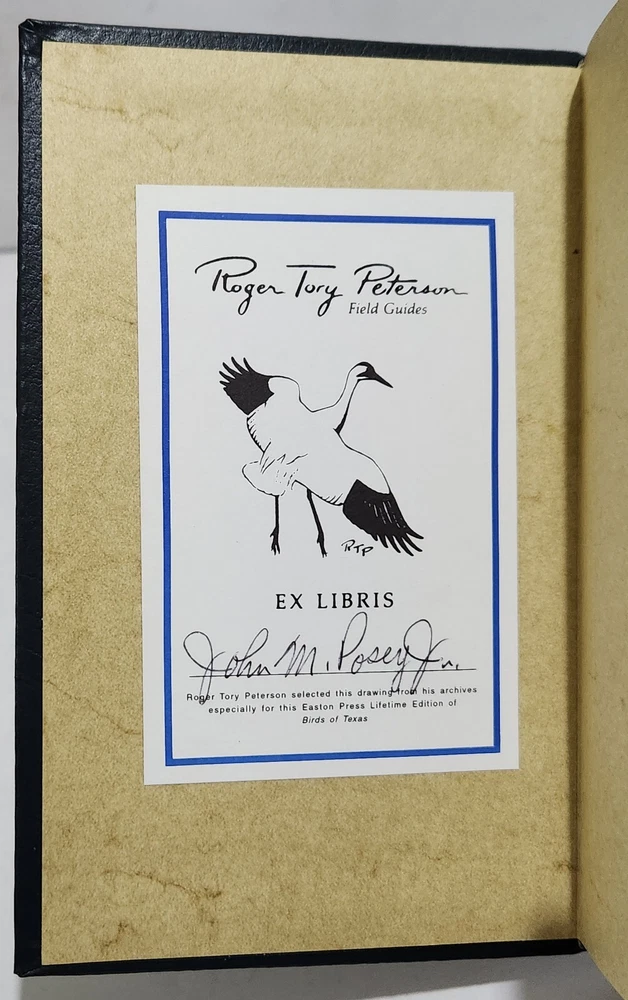 Roger Tory Peterson
Field Guides
RTP
EX LIBRIS
John M. Posey Jr.
Roger Tory Peterson selected this drawing from his archives
especially for this Easton Press Lifetime Edition of
Birds of Texas